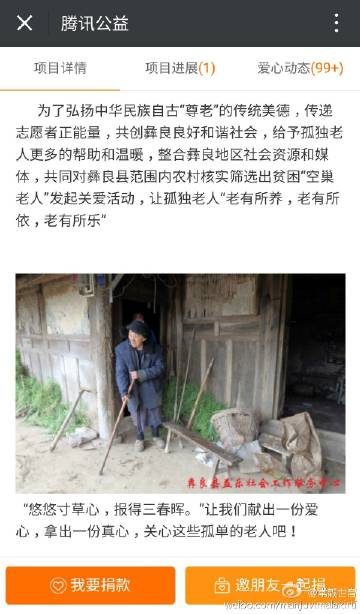 腾讯公益
项目详情 项目进展(1) 爱心动态(99+)
为了弘扬中华民族自古“尊老”的传统美德，传递
志愿者正能量，共创彝良良好和谐社会，给予孤独老
人更多的帮助和温暖，整合彝良地区社会资源和媒
体，共同对彝良县范围内农村核实筛选出贫困“空巢
老人”发起关爱活动，让孤独老人“老有所养，老有所
依，老有所乐”
彝良县益乐社会工作服务中心
“悠悠寸草心，报得三春晖。”让我们献出一份爱
心，拿出一份真心，关心这些孤单的老人吧！
我要捐款 邀朋友一起捐